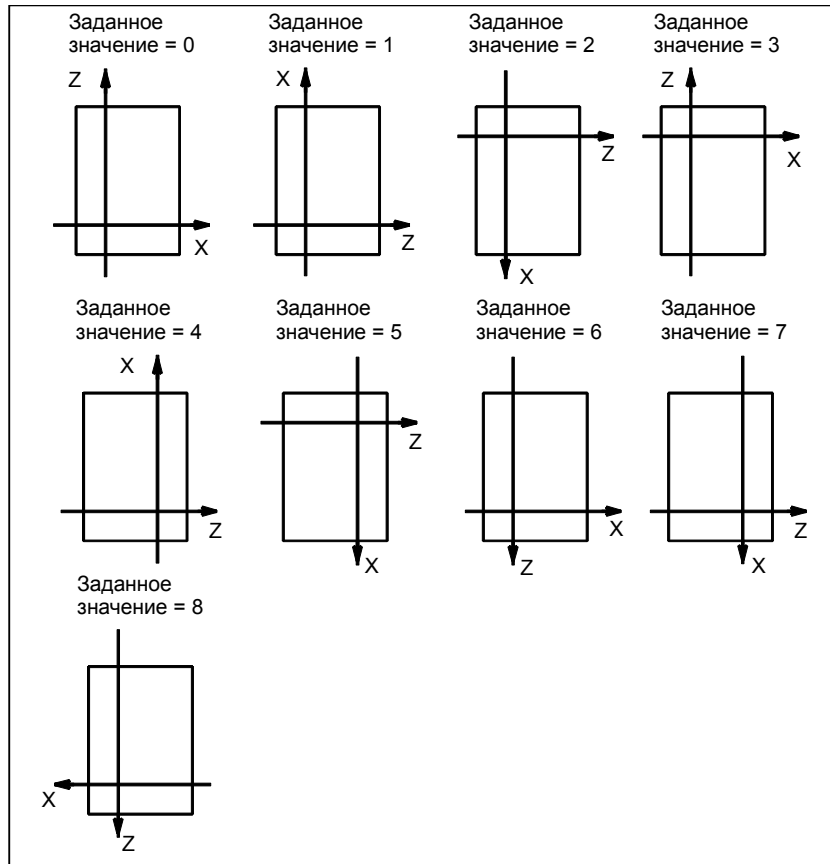 Заданное
значение = 0
Z
X
Заданное
значение = 1
X
Z
Заданное
значение = 2
Z
X
Заданное
значение = 3
Z
X
Заданное
значение = 4
X
Z
Заданное
значение = 5
Z
X
Заданное
значение = 6
X
Z
Заданное
значение = 7
Z
X
Заданное
значение = 8
X
Z